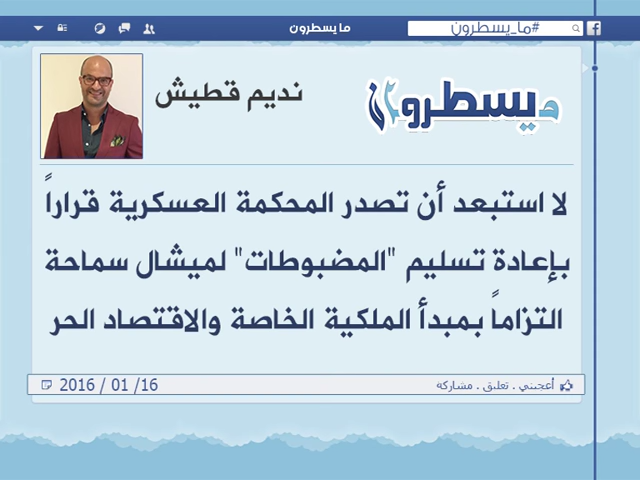 ما يسطرون
#ما_يسطرون
نديم قطيش
ما يسطرون
لا استبعد أن تصدر المحكمة العسكرية قراراً
بإعادة تسليم "المضبوطات" لميشال سماحة
التزاماً بمبدأ الملكية الخاصة والاقتصاد الحر
أعجبني . تعليق . مشاركه
2016 / 01 /16